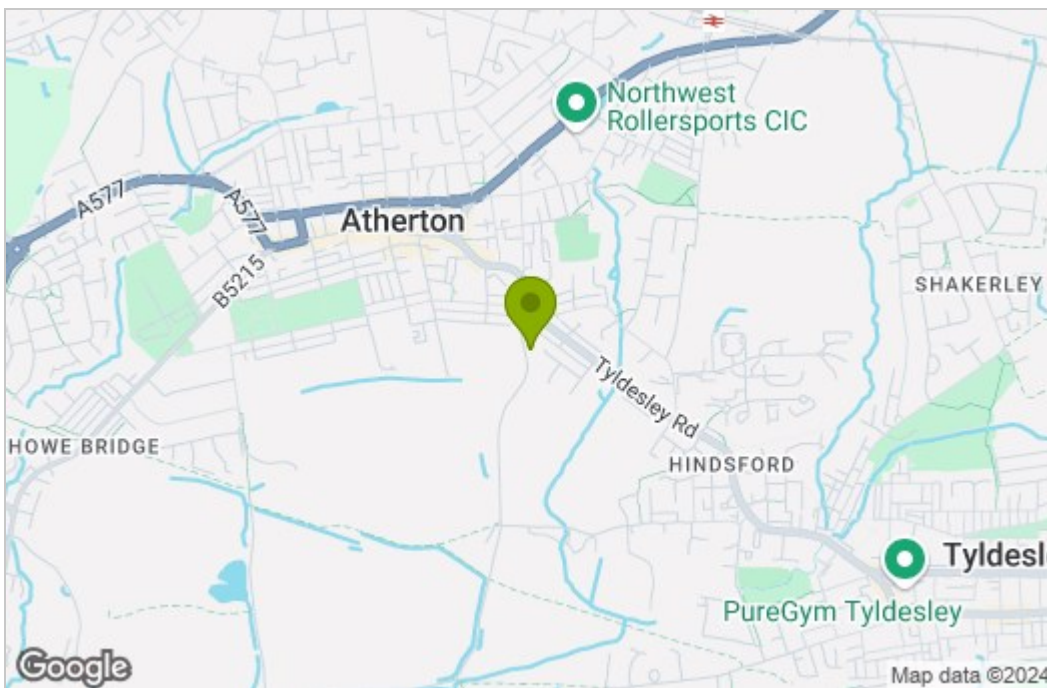 Northwest
Rollersports CIC
A577
A577
Atherton
B5215
SHAKERLEY
Tyldesley Rd
HOWE BRIDGE
HINDSFORD
Tyldesl
PureGym Tyldesley
Google
Map data ©2024